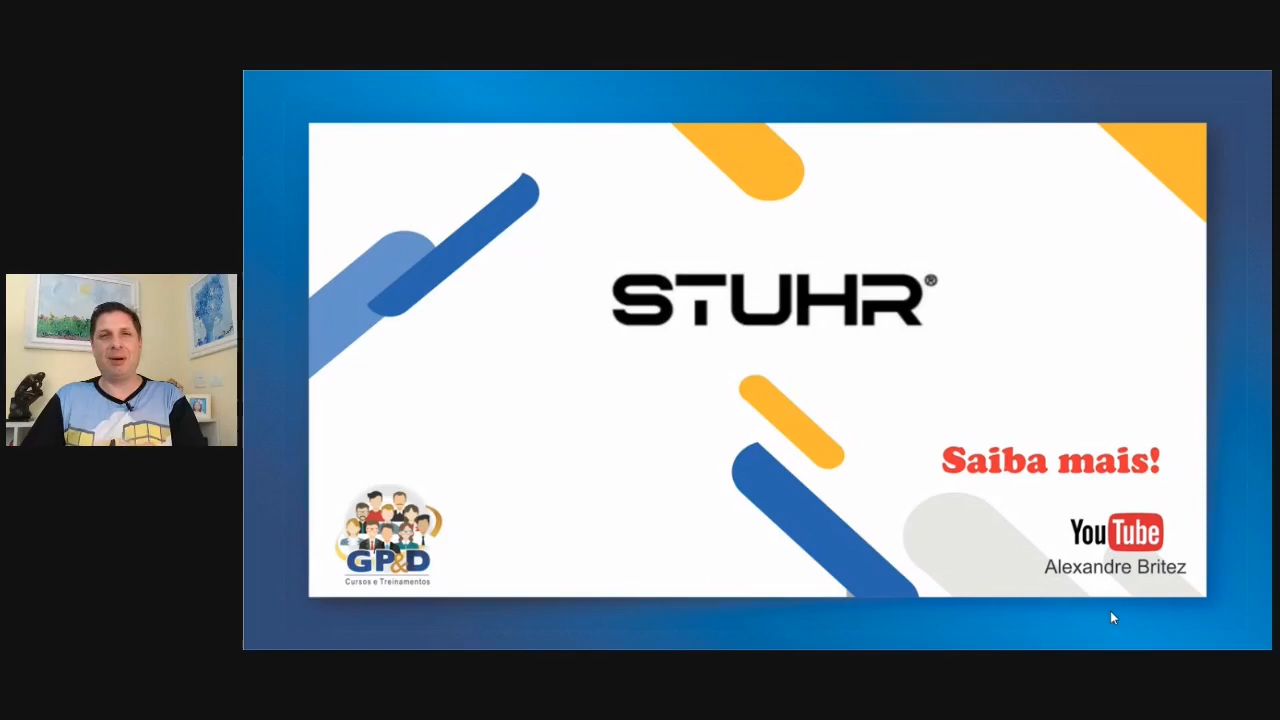 STUHR®
Saiba mais!
YouTube
Alexandre Britez
GP&D
Cursos e Treinamentos